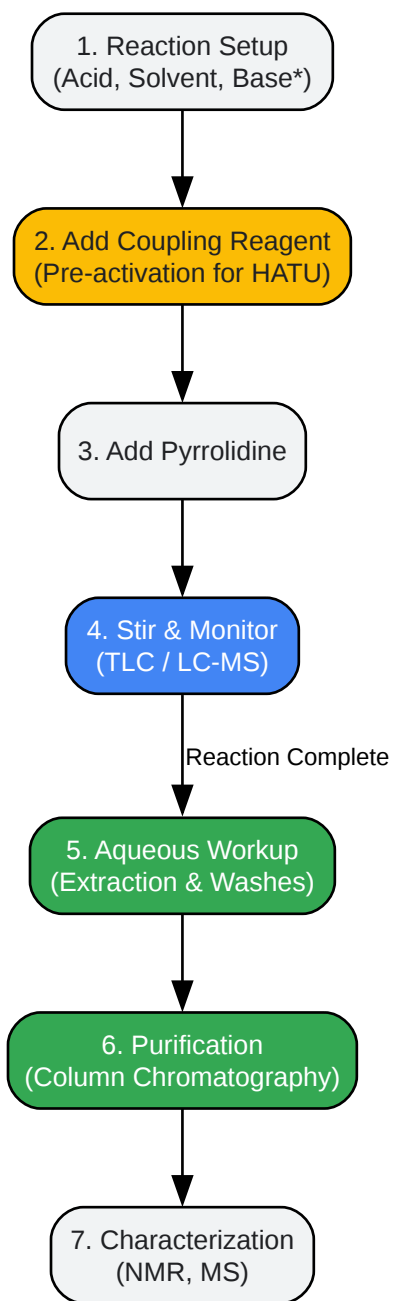 1. Reaction Setup
(Acid, Solvent, Base*)
2. Add Coupling Reagent
(Pre-activation for HATU)
3. Add Pyrrolidine
4. Stir & Monitor
(TLC / LC-MS)
Reaction Complete
5. Aqueous Workup
(Extraction & Washes)
6. Purification
(Column Chromatography)
7. Characterization
(NMR, MS)